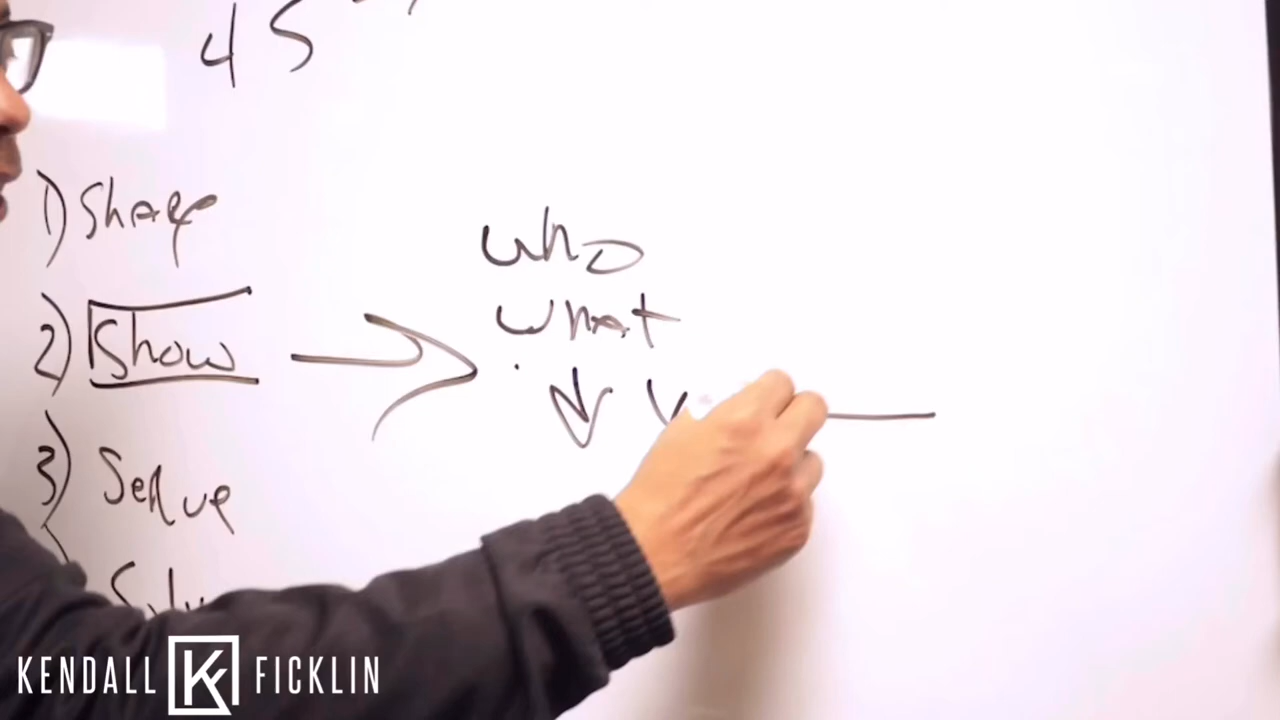 4 S
1) Share
2) Show
3) Serve
who
what
KENDALL K FICKLIN